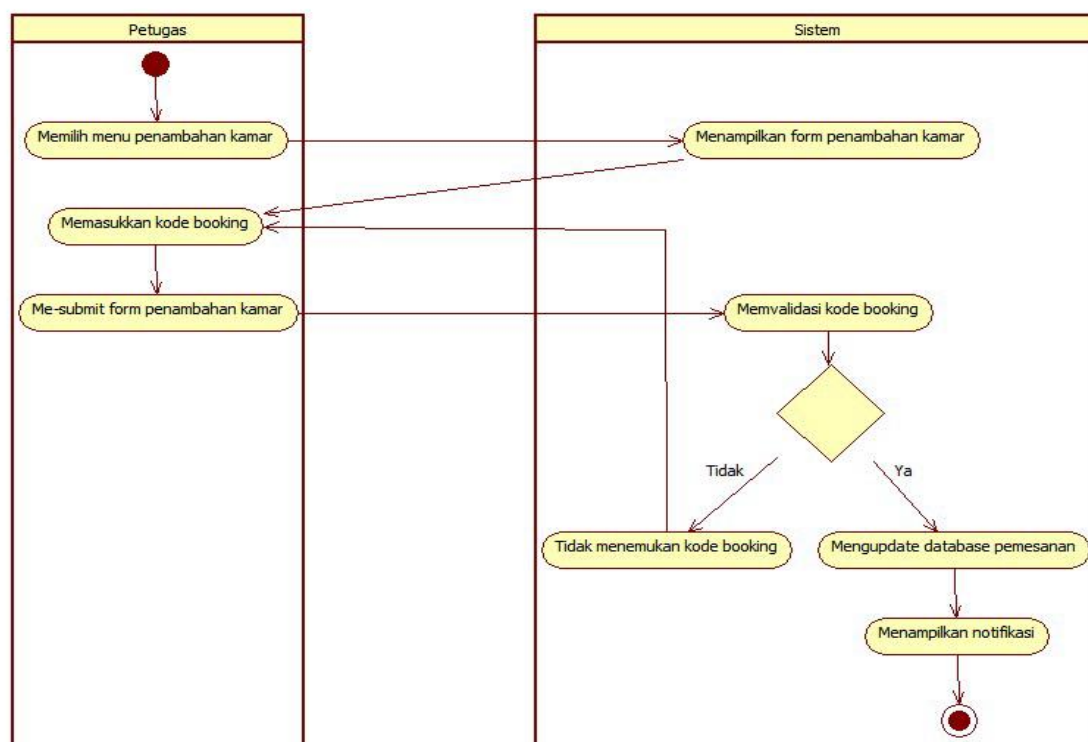 Petugas
Sistem
Memilih menu penambahan kamar
Menampilkan form penambahan kamar
Memasukkan kode booking
Me-submit form penambahan kamar
Memvalidasi kode booking
Tidak
Ya
Tidak menemukan kode booking
Mengupdate database pemesanan
Menampilkan notifikasi